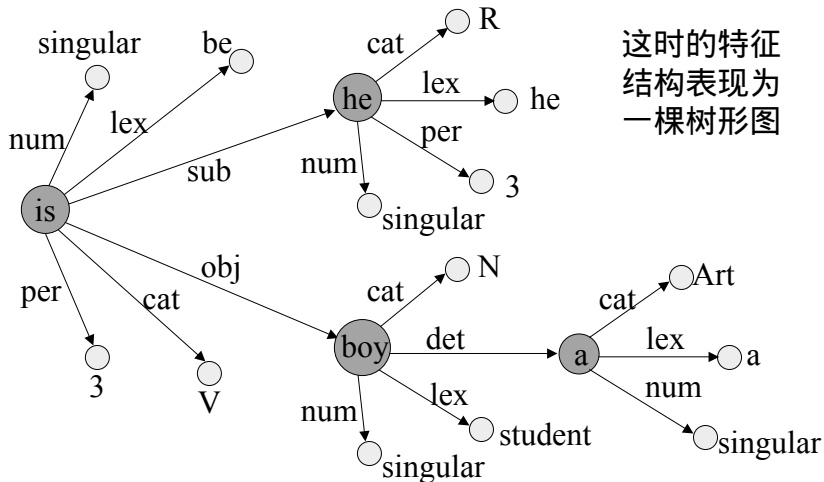 singular
be
num
lex
sub
is
obj
per
cat
3
V
cat
R
he
lex
he
per
num
3
singular
这时的特征
结构表现为
一棵树形图
cat
N
boy
det
num
lex
student
singular
cat
Art
a
lex
a
num
singular